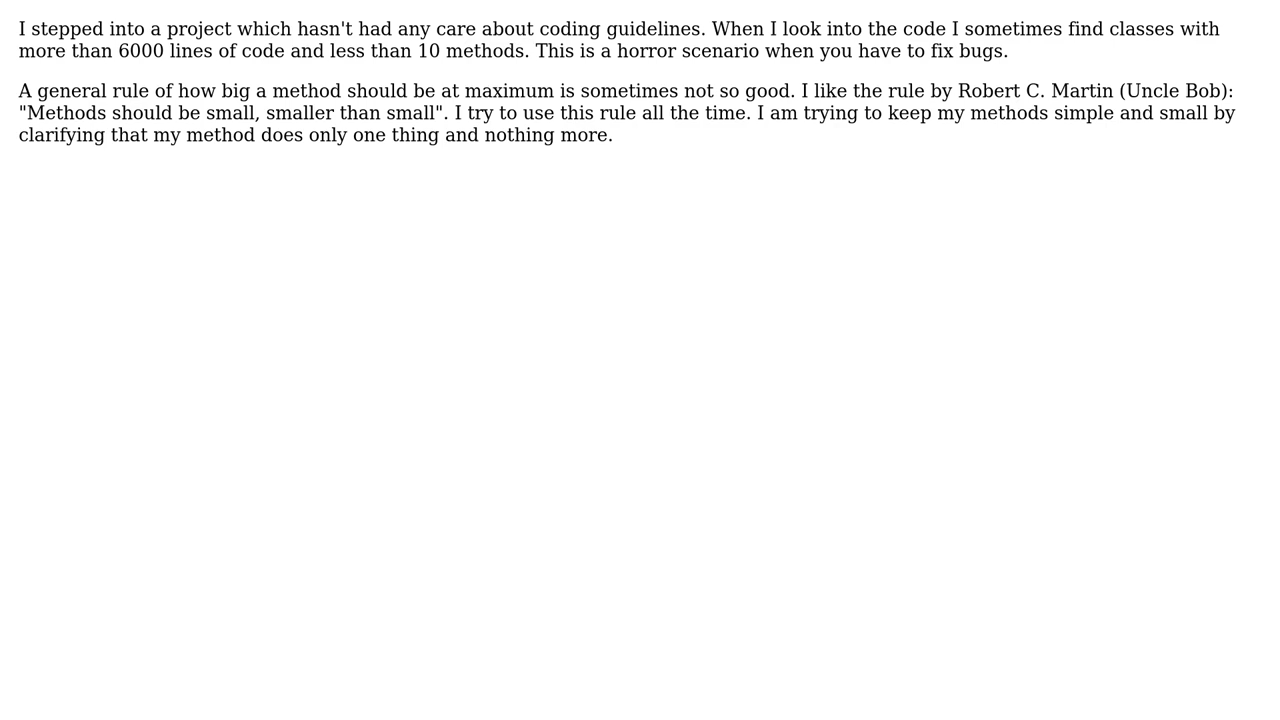 I stepped into a project which hasn't had any care about coding guidelines. When I look into the code I sometimes find classes with
more than 6000 lines of code and less than 10 methods. This is a horror scenario when you have to fix bugs.
A general rule of how big a method should be at maximum is sometimes not so good. I like the rule by Robert C. Martin (Uncle Bob):
"Methods should be small, smaller than small". I try to use this rule all the time. I am trying to keep my methods simple and small by
clarifying that my method does only one thing and nothing more.